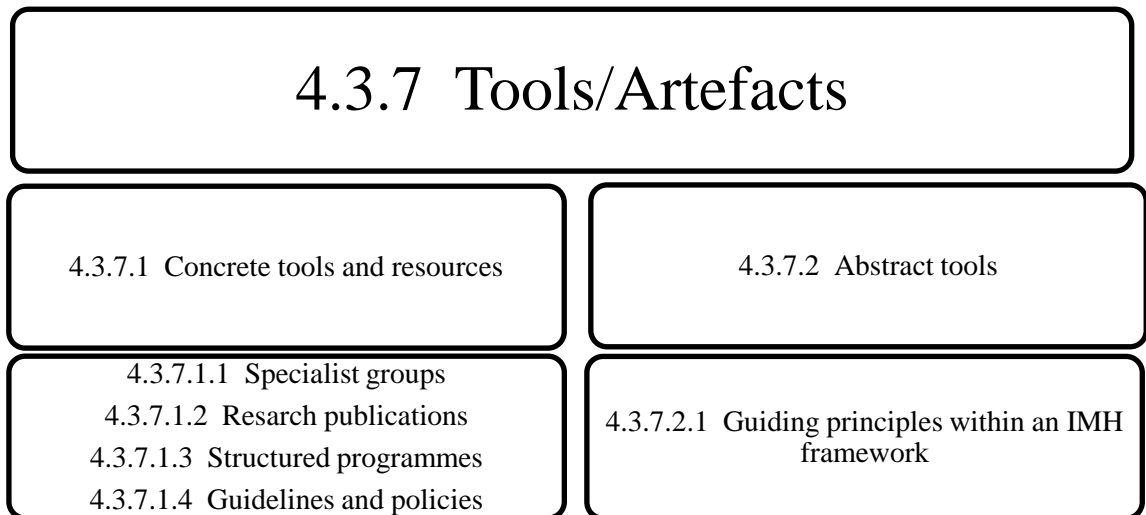 4.3.7 Tools/Artefacts
4.3.7.1 Concrete tools and resources
4.3.7.2 Abstract tools
4.3.7.1.1 Specialist groups
4.3.7.1.2 Resarch publications
4.3.7.1.3 Structured programmes
4.3.7.1.4 Guidelines and policies
4.3.7.2.1 Guiding principles within an IMH
framework